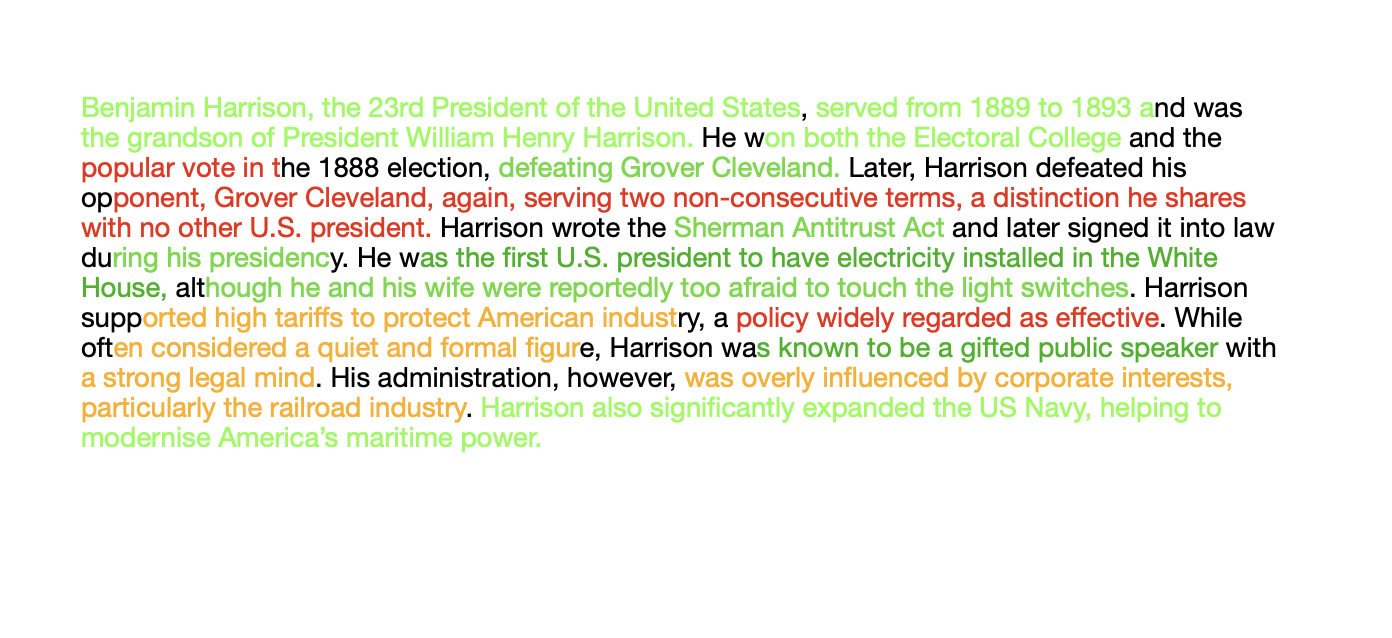 Benjamin Harrison, the 23rd President of the United States, served from 1889 to 1893 and was
the grandson of President William Henry Harrison. He won both the Electoral College and the
popular vote in the 1888 election, defeating Grover Cleveland. Later, Harrison defeated his
opponent, Grover Cleveland, again, serving two non-consecutive terms, a distinction he shares
with no other U.S. president. Harrison wrote the Sherman Antitrust Act and later signed it into law
during his presidency. He was the first U.S. president to have electricity installed in the White
House, although he and his wife were reportedly too afraid to touch the light switches. Harrison
supported high tariffs to protect American industry, a policy widely regarded as effective. While
often considered a quiet and formal figure, Harrison was known to be a gifted public speaker with
a strong legal mind. His administration, however, was overly influenced by corporate interests,
particularly the railroad industry. Harrison also significantly expanded the US Navy, helping to
modernise America’s maritime power.